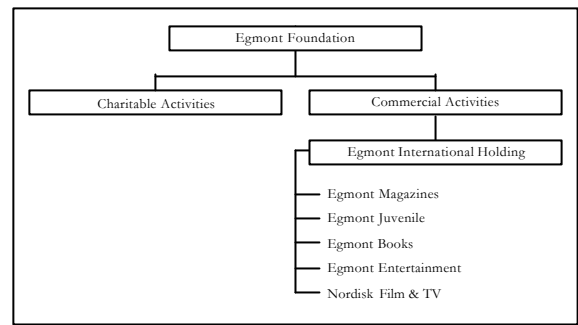 Egmont Foundation
Charitable Activities
Commercial Activities
Egmont International Holding
Egmont Magazines
Egmont Juvenile
Egmont Books
Egmont Entertainment
Nordisk Film & TV